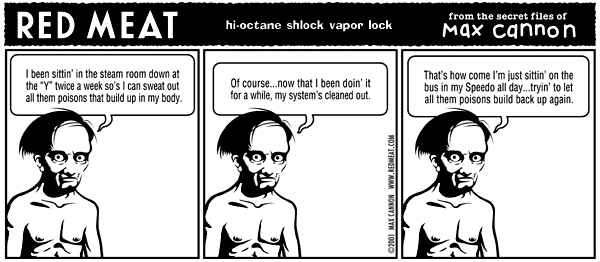 RED MEAT
hi-octane shlock vapor lock
from the secret files of
Max CaNNON
I been sittin' in the steam room down at
the "Y" twice a week so's I can sweat out
all them poisons that build up in my body.
Of course...now that I been doin' it
for a while, my system's cleaned out.
©2001 MAX CANNON WWW.REDMEAT.COM
That's how come I'm just sittin' on the
bus in my Speedo all day...tryin' to let
all them poisons build back up again.